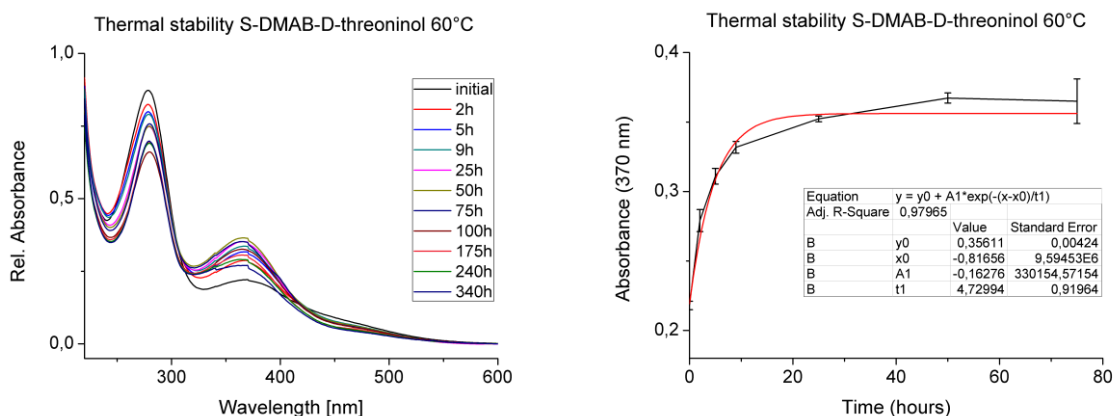 Thermal stability S-DMAB-D-threoninol 60°C
1,0
0,5
0,0
Rel. Absorbance
300
400
500
600
Wavelength [nm]
initial
2h
5h
9h
25h
50h
75h
100h
175h
240h
340h
Thermal stability S-DMAB-D-threoninol 60°C
0,4
0,3
0,2
Absorbance (370 nm)
0
20
40
60
80
Time (hours)
Equation y = y0 + A1*exp(-(x-x0)/t1)
Adj. R-Square 0,97965
Value Standard Error
B y0 0,35611 0,00424
B x0 -0,81656 9,59453E6
B A1 -0,16276 330154,57154
B t1 4,72994 0,91964